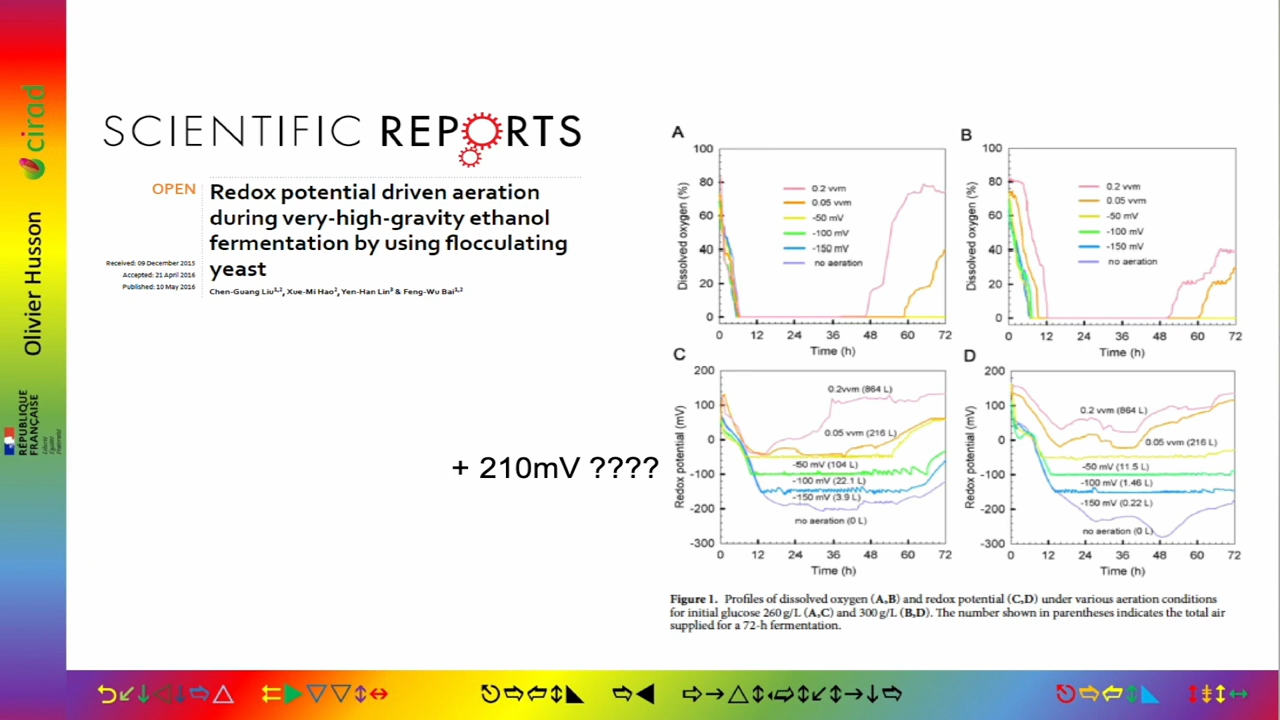 cirad
Olivier Husson
RÉPUBLIQUE
FRANÇAISE
Liberté
Égalité
Fraternité
SCIENTIFIC REPORTS
OPEN
Redox potential driven aeration
during very-high-gravity ethanol
fermentation by using flocculating
yeast
Received: 09 December 2015
Accepted: 21 April 2016
Published: 10 May 2016
Chen-Guang Liu1,2, Xue-Mi Hao1, Yen-Han Lin3 & Feng-Wu Bai1,2
+ 210mV ????
A
Dissolved oxygen (%)
100
80
60
40
20
0
0.2 vvm
0.05 vvm
-50 mV
-100 mV
-150 mV
no aeration
0 12 24 36 48 60 72
Time (h)
B
Dissolved oxygen (%)
100
80
60
40
20
0
0.2 vvm
0.05 vvm
-50 mV
-100 mV
-150 mV
no aeration
0 12 24 36 48 60 72
Time (h)
C
Redox potential (mV)
200
100
0
-100
-200
-300
0.2vvm (864 L)
0.05 vvm (216 L)
-50 mV (104 L)
-100 mV (22.1 L)
-150 mV (3.9 L)
no aeration (0 L)
0 12 24 36 48 60 72
Time (h)
D
Redox potential (mV)
200
100
0
-100
-200
-300
0.2 vvm (864 L)
0.05 vvm (216 L)
-50 mV (11.5 L)
-100 mV (1.46 L)
-150 mV (0.22 L)
no aeration (0 L)
0 12 24 36 48 60 72
Time (h)
Figure 1. Profiles of dissolved oxygen (A,B) and redox potential (C,D) under various aeration conditions
for initial glucose 260 g/L (A,C) and 300 g/L (B,D). The number shown in parentheses indicates the total air
supplied for a 72-h fermentation.